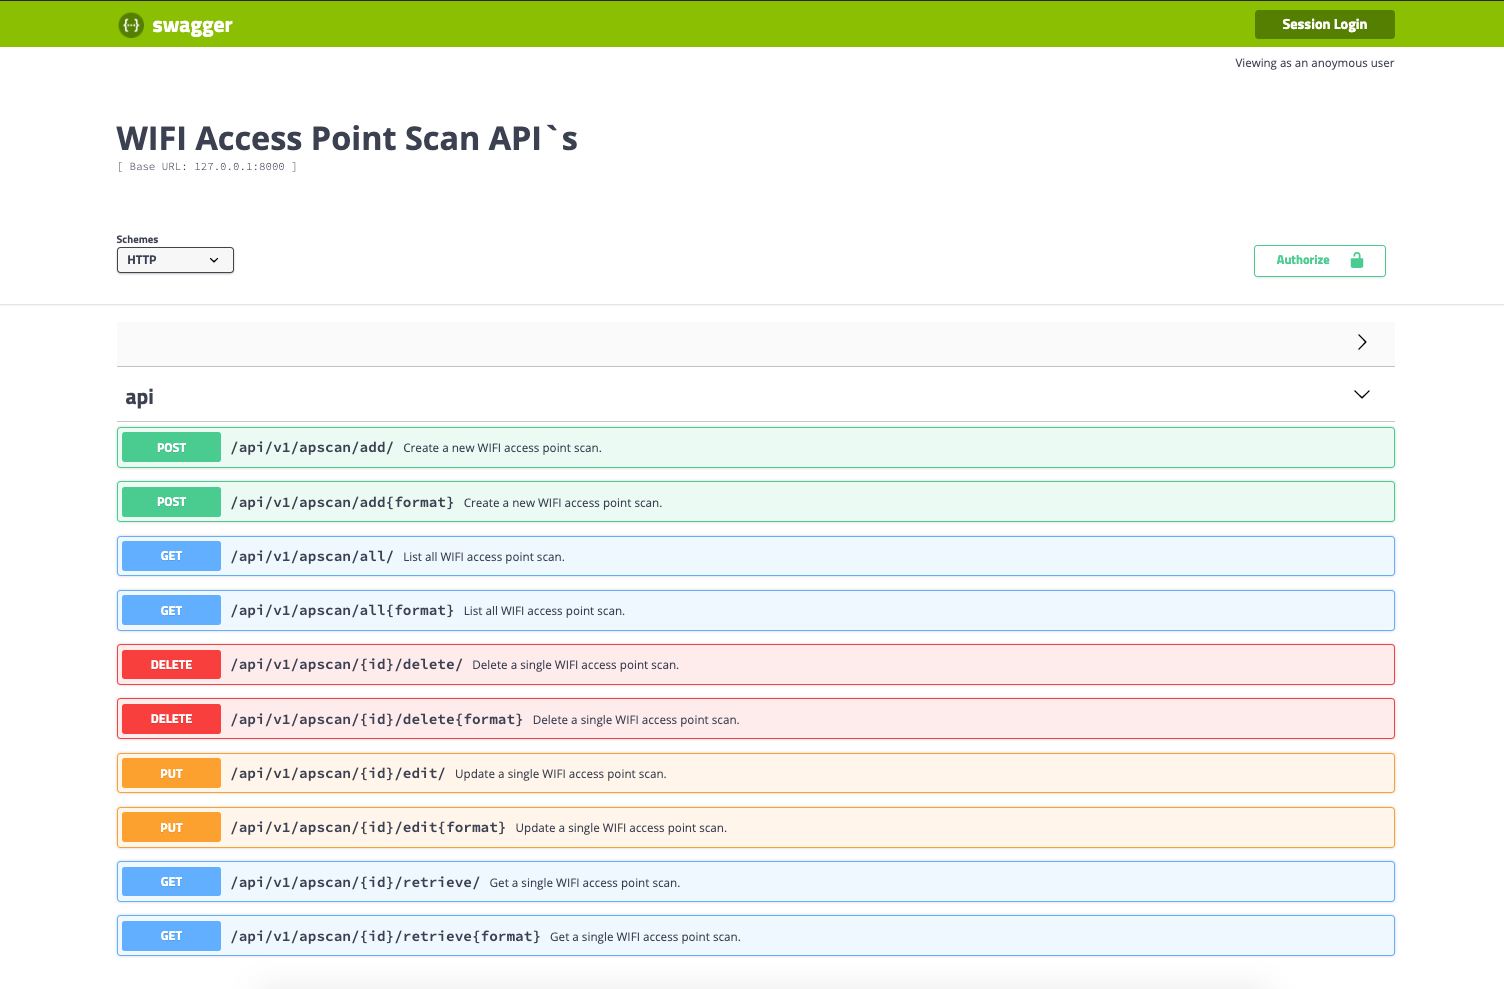 swagger
Session Login
Viewing as an anoymous user
WIFI Access Point Scan API`s
[ Base URL: 127.0.0.1:8000 ]
Schemes
HTTP
Authorize
api
POST /api/v1/apscan/add/ Create a new WIFI access point scan.
POST /api/v1/apscan/add{format} Create a new WIFI access point scan.
GET /api/v1/apscan/all/ List all WIFI access point scan.
GET /api/v1/apscan/all{format} List all WIFI access point scan.
DELETE /api/v1/apscan/{id}/delete/ Delete a single WIFI access point scan.
DELETE /api/v1/apscan/{id}/delete{format} Delete a single WIFI access point scan.
PUT /api/v1/apscan/{id}/edit/ Update a single WIFI access point scan.
PUT /api/v1/apscan/{id}/edit{format} Update a single WIFI access point scan.
GET /api/v1/apscan/{id}/retrieve/ Get a single WIFI access point scan.
GET /api/v1/apscan/{id}/retrieve{format} Get a single WIFI access point scan.